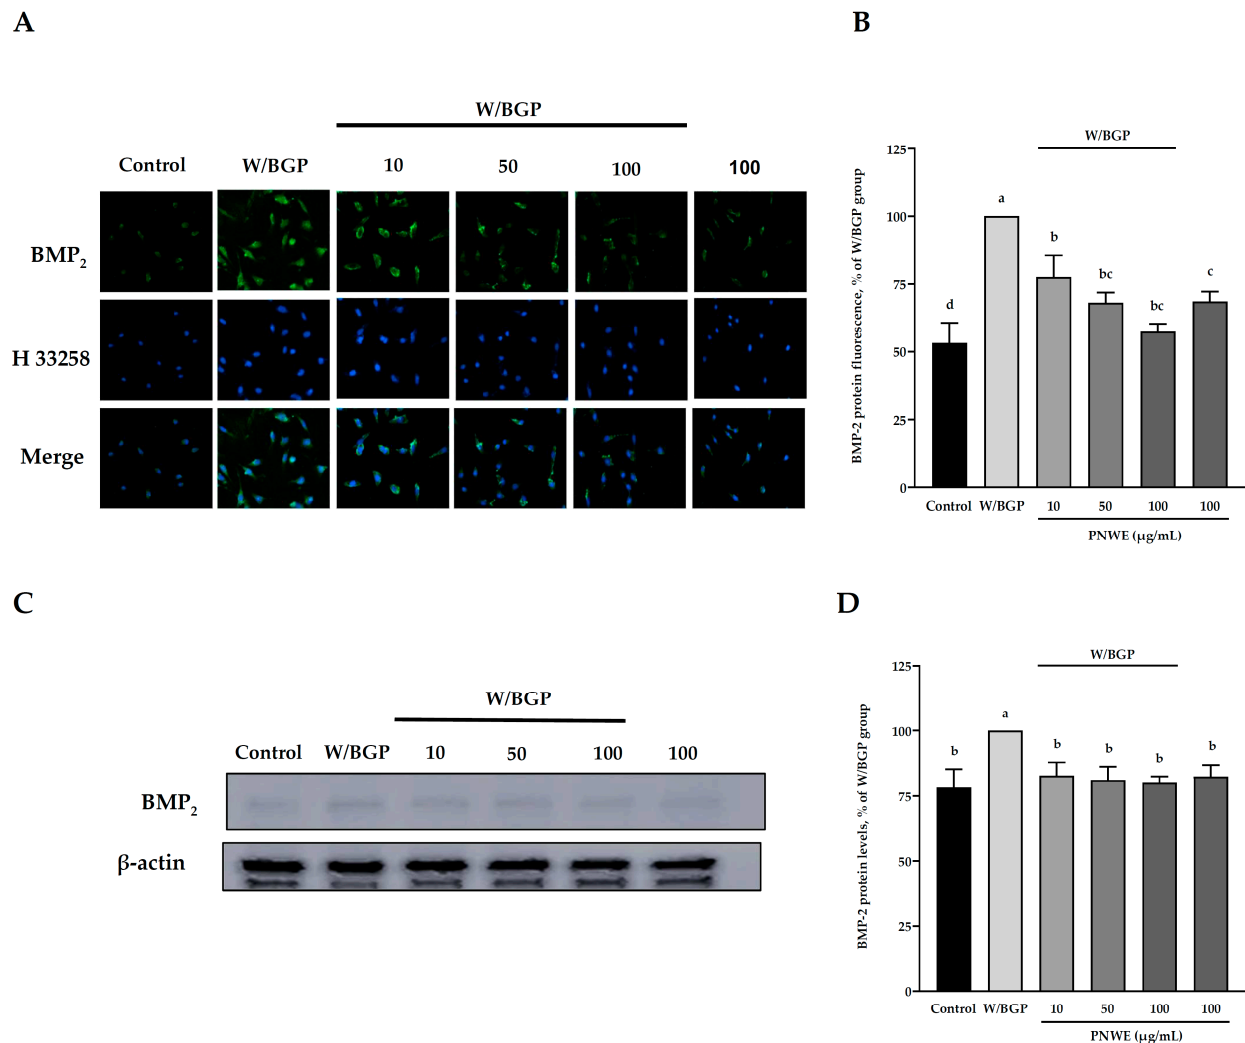 A
W/BGP
Control W/BGP 10 50 100 100
BMP2
H 33258
Merge
B
W/BGP
BMP-2 protein fluorescence, % of W/BGP group
125
100
75
50
25
0
d a b bc bc c
Control W/BGP 10 50 100 100
PNWE (µg/mL)
C
W/BGP
Control W/BGP 10 50 100 100
BMP2
β-actin
D
W/BGP
BMP-2 protein levels, % of W/BGP group
125
100
75
50
25
0
b a b b b b
Control W/BGP 10 50 100 100
PNWE (µg/mL)